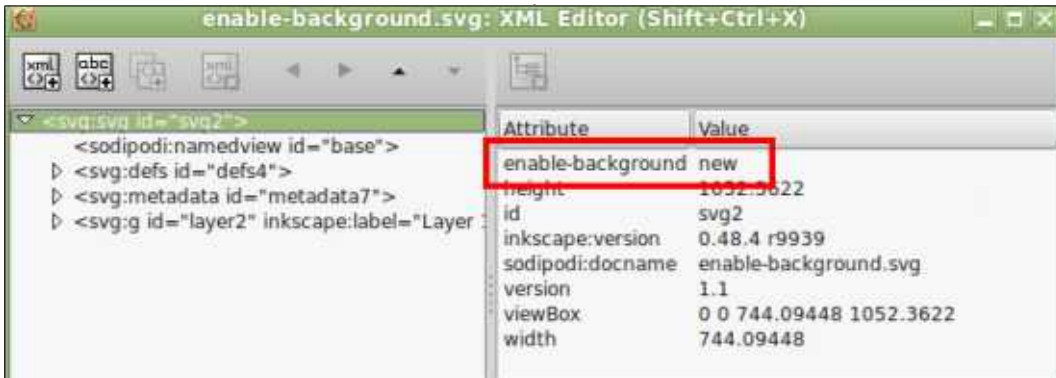 enable-background.svg: XML Editor (Shift+Ctrl+X)
xml
abc
xml
<svg:svg id="svg2">
<sodipodi:namedview id="base">
<svg:defs id="defs4">
<svg:metadata id="metadata7">
<svg:g id="layer2" inkscape:label="Layer
Attribute Value
enable-background new
height 1052.3622
id svg2
inkscape:version 0.48.4 r9939
sodipodi:docname enable-background.svg
version 1.1
viewBox 0 0 744.09448 1052.3622
width 744.09448